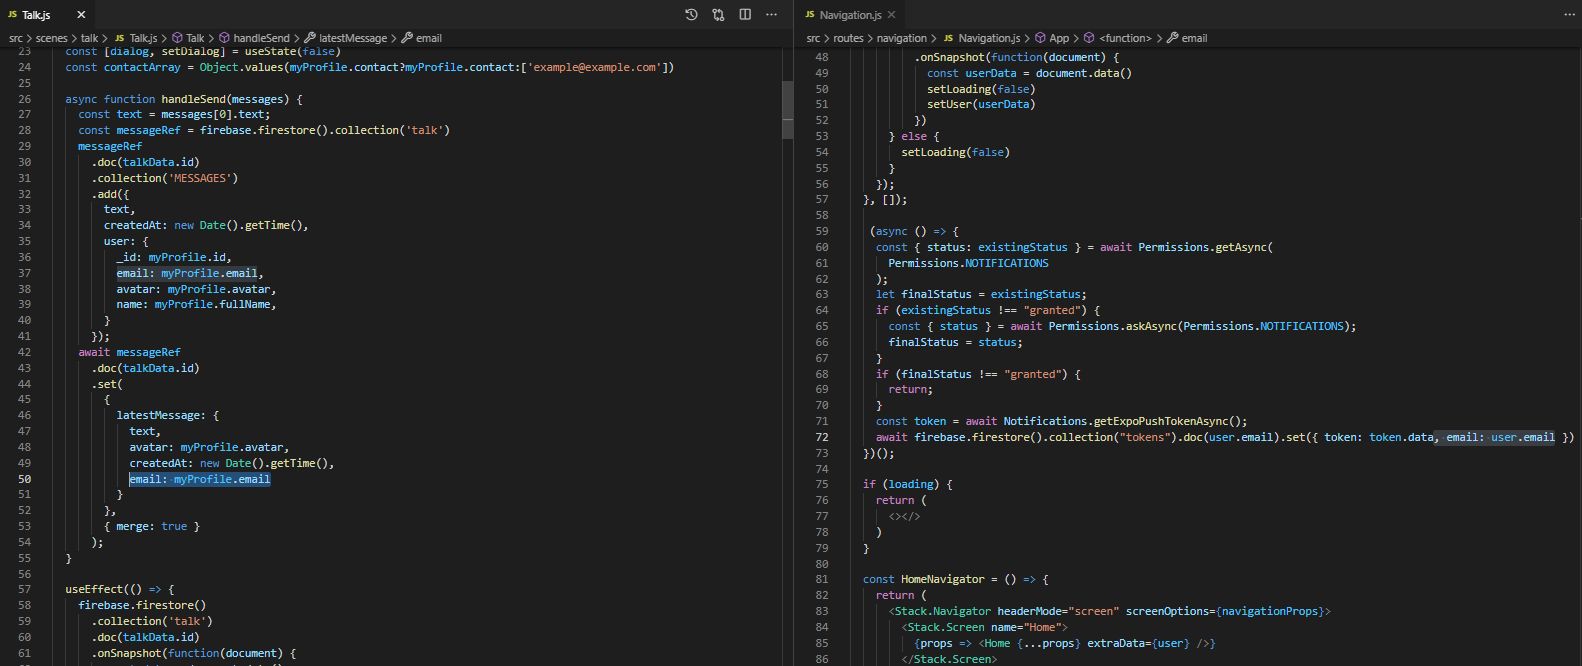 JS Talk.js ×
src > scenes > talk > JS Talk.js > Talk > handleSend > latestMessage > email
23 const [dialog, setDialog] = useState(false)
24 const contactArray = Object.values(myProfile.contact?myProfile.contact:['example@example.com'])
25
26 async function handleSend(messages) {
27 const text = messages[0].text;
28 const messageRef = firebase.firestore().collection('talk')
29 messageRef
30 .doc(talkData.id)
31 .collection('MESSAGES')
32 .add({
33 text,
34 createdAt: new Date().getTime(),
35 user: {
36 _id: myProfile.id,
37 email: myProfile.email,
38 avatar: myProfile.avatar,
39 name: myProfile.fullName,
40 }
41 });
42 await messageRef
43 .doc(talkData.id)
44 .set(
45 {
46 latestMessage: {
47 text,
48 avatar: myProfile.avatar,
49 createdAt: new Date().getTime(),
50 email: myProfile.email
51 }
52 },
53 { merge: true }
54 );
55 }
56
57 useEffect(() => {
58 firebase.firestore()
59 .collection('talk')
60 .doc(talkData.id)
61 .onSnapshot(function(document) {
JS Navigation.js ×
src > routes > navigation > JS Navigation.js > App > <function> > email
48 .onSnapshot(function(document) {
49 const userData = document.data()
50 setLoading(false)
51 setUser(userData)
52 })
53 } else {
54 setLoading(false)
55 }
56 });
57 }, []);
58
59 (async () => {
60 const { status: existingStatus } = await Permissions.getAsync(
61 Permissions.NOTIFICATIONS
62 );
63 let finalStatus = existingStatus;
64 if (existingStatus !== "granted") {
65 const { status } = await Permissions.askAsync(Permissions.NOTIFICATIONS);
66 finalStatus = status;
67 }
68 if (finalStatus !== "granted") {
69 return;
70 }
71 const token = await Notifications.getExpoPushTokenAsync();
72 await firebase.firestore().collection("tokens").doc(user.email).set({ token: token.data, email: user.email })
73 })();
74
75 if (loading) {
76 return (
77 <></>
78 )
79 }
80
81 const HomeNavigator = () => {
82 return (
83 <Stack.Navigator headerMode="screen" screenOptions={navigationProps}>
84 <Stack.Screen name="Home">
85 {props => <Home {...props} extraData={user} />}
86 </Stack.Screen>